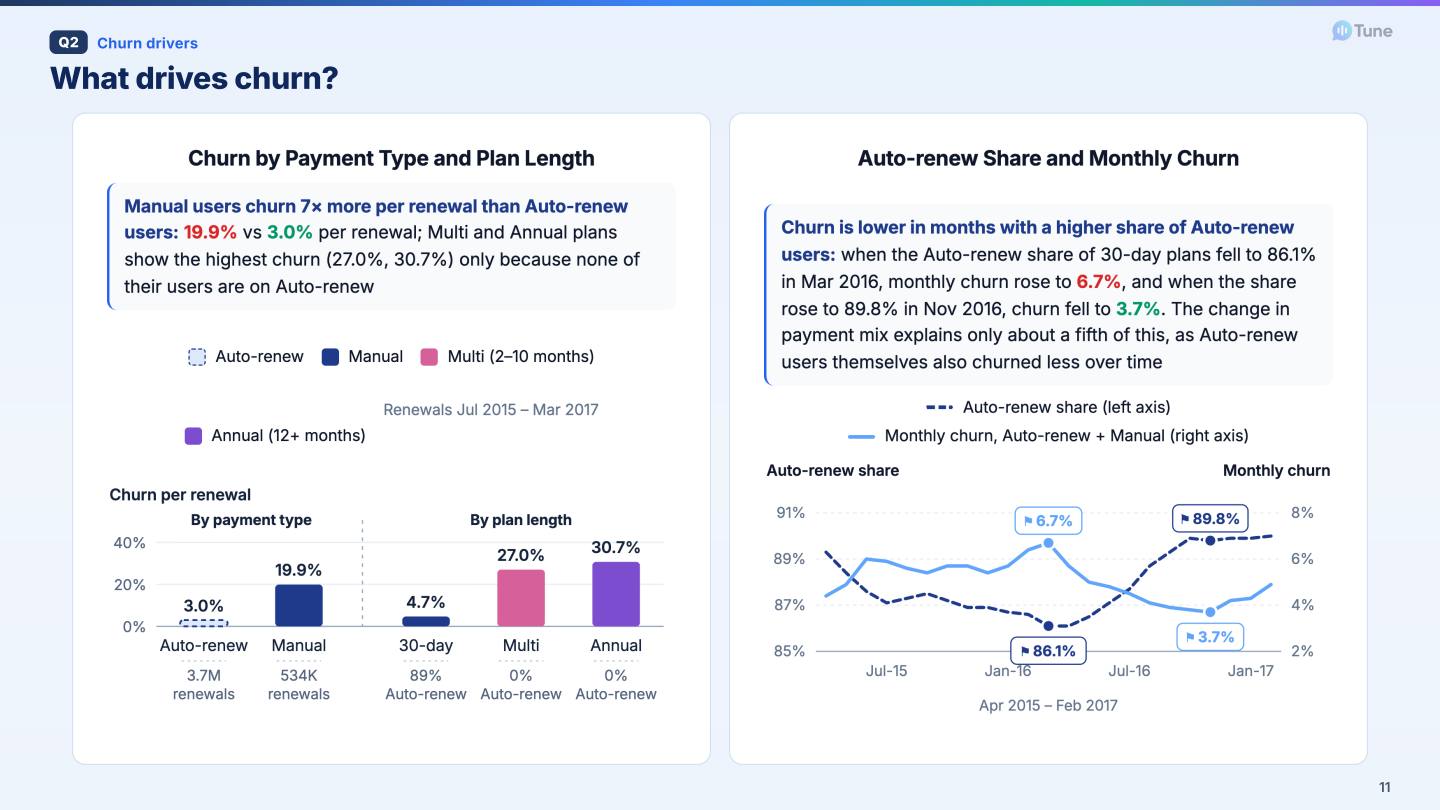 Q2 Churn drivers
Tune
What drives churn?
Churn by Payment Type and Plan Length
Manual users churn 7× more per renewal than Auto-renew
users: 19.9% vs 3.0% per renewal; Multi and Annual plans
show the highest churn (27.0%, 30.7%) only because none of
their users are on Auto-renew
Auto-renew Manual Multi (2–10 months)
Renewals Jul 2015 – Mar 2017
Annual (12+ months)
Churn per renewal
By payment type By plan length
40%
20%
0%
3.0%
19.9%
4.7%
27.0%
30.7%
Auto-renew Manual 30-day Multi Annual
3.7M 534K 89% 0% 0%
renewals renewals Auto-renew Auto-renew Auto-renew
Auto-renew Share and Monthly Churn
Churn is lower in months with a higher share of Auto-renew
users: when the Auto-renew share of 30-day plans fell to 86.1%
in Mar 2016, monthly churn rose to 6.7%, and when the share
rose to 89.8% in Nov 2016, churn fell to 3.7%. The change in
payment mix explains only about a fifth of this, as Auto-renew
users themselves also churned less over time
Auto-renew share (left axis)
Monthly churn, Auto-renew + Manual (right axis)
Auto-renew share Monthly churn
91% 8%
89% 6%
87% 4%
85% 2%
6.7%
89.8%
86.1%
3.7%
Jul-15 Jan-16 Jul-16 Jan-17
Apr 2015 – Feb 2017
11